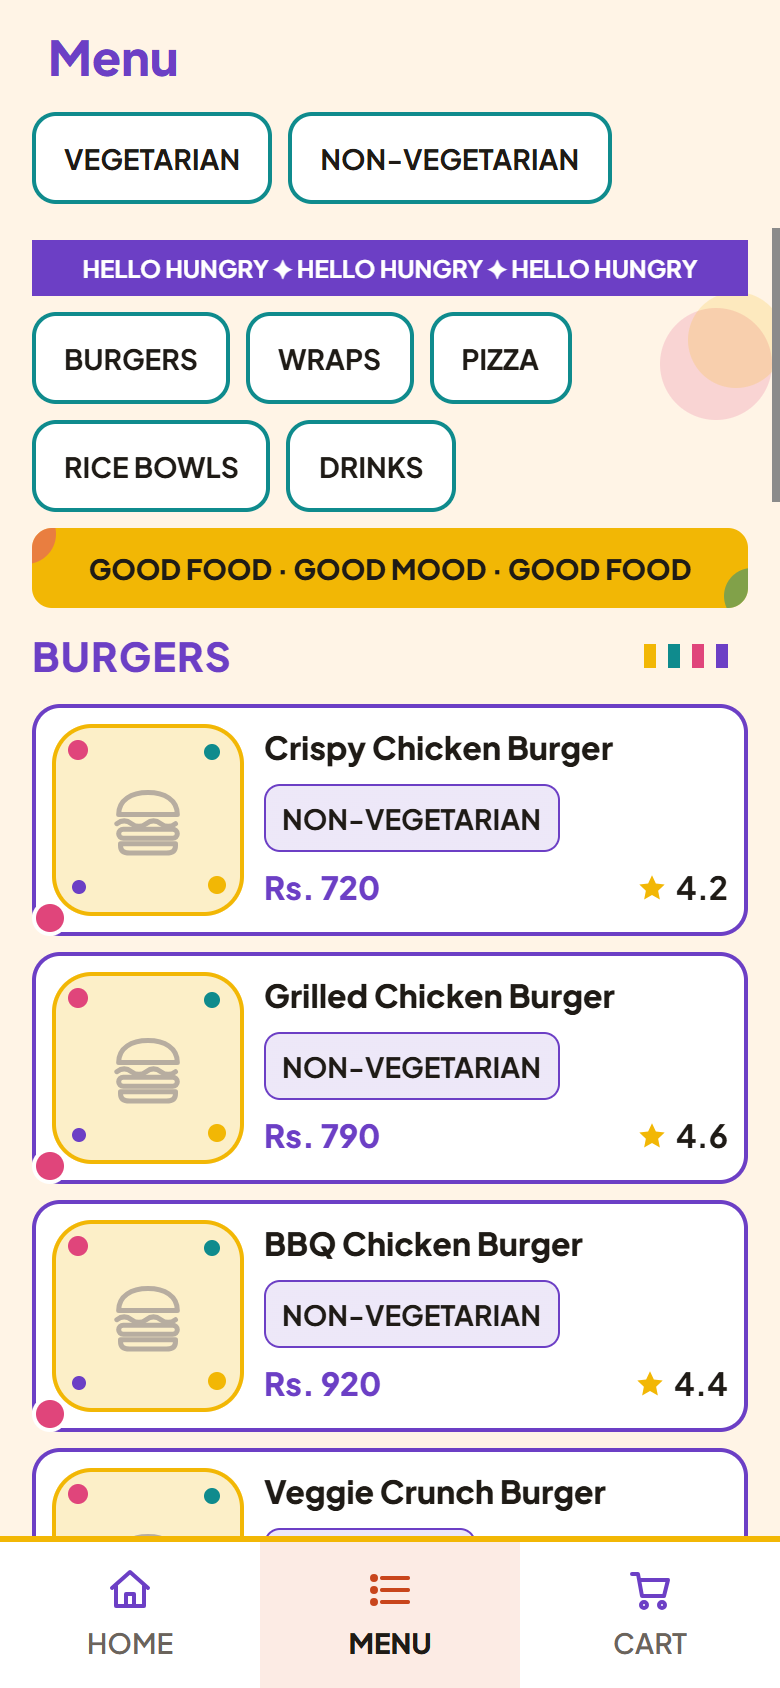 Menu
VEGETARIAN
NON-VEGETARIAN
HELLO HUNGRY ✦ HELLO HUNGRY ✦ HELLO HUNGRY
BURGERS
WRAPS
PIZZA
RICE BOWLS
DRINKS
GOOD FOOD · GOOD MOOD · GOOD FOOD
BURGERS
Crispy Chicken Burger
NON-VEGETARIAN
Rs. 720
4.2
Grilled Chicken Burger
NON-VEGETARIAN
Rs. 790
4.6
BBQ Chicken Burger
NON-VEGETARIAN
Rs. 920
4.4
Veggie Crunch Burger
HOME
MENU
CART